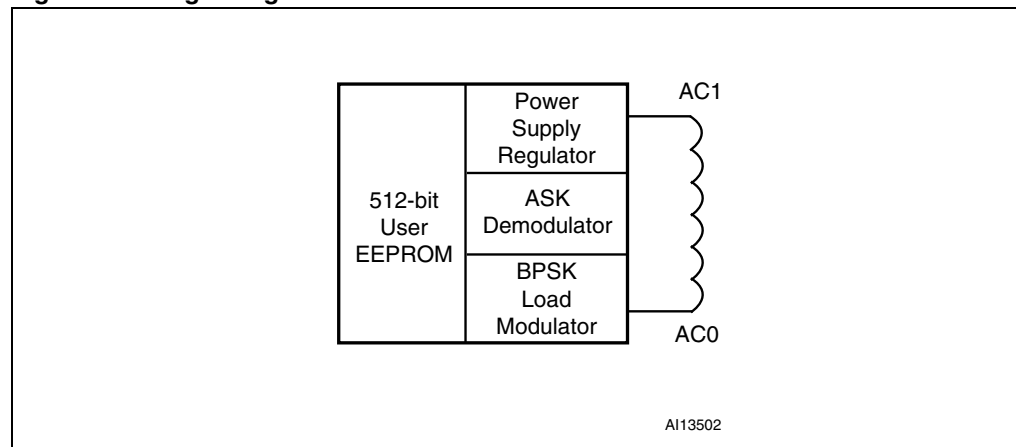 512-bit
User
EEPROM
Power
Supply
Regulator
ASK
Demodulator
BPSK
Load
Modulator
AC1
AC0
AI13502